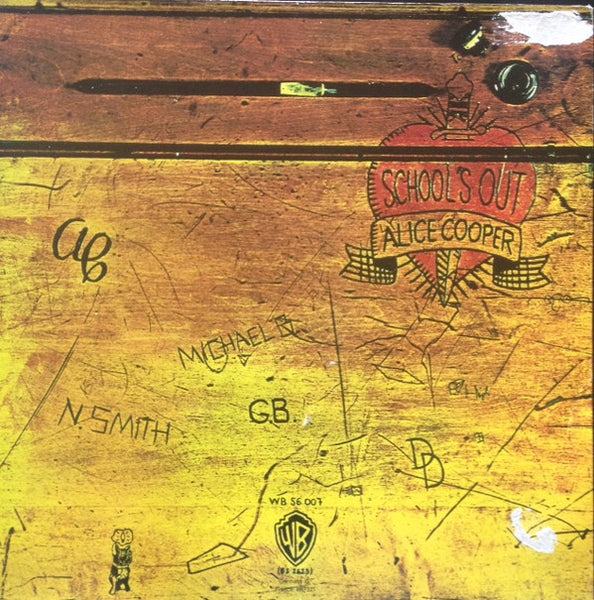 SCHOOL'S OUT
ALICE COOPER
ac
MICHAEL B
G.B.
N. SMITH
DD
WB 56 007
WB